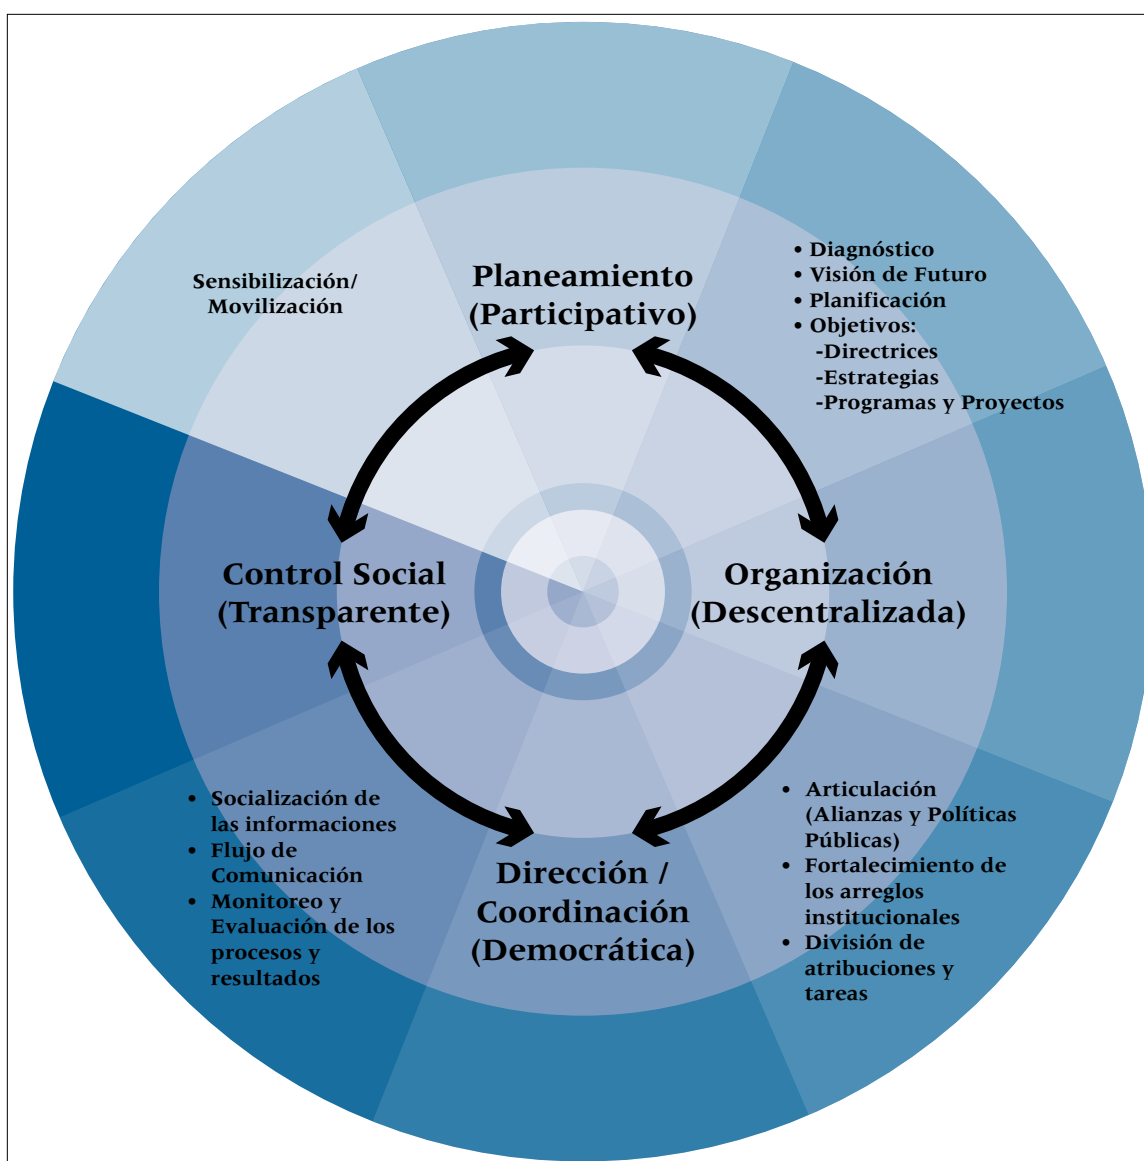 Sensibilización/
Movilización
Planeamiento
(Participativo)
• Diagnóstico
• Visión de Futuro
• Planificación
• Objetivos:
-Directrices
-Estrategias
-Programas y Proyectos
Control Social
(Transparente)
Organización
(Descentralizada)
• Socialización de
las informaciones
• Flujo de
Comunicación
• Monitoreo y
Evaluación de los
procesos y
resultados
Dirección /
Coordinación
(Democrática)
• Articulación
(Alianzas y Políticas
Públicas)
• Fortalecimiento de
los arreglos
institucionales
• División de
atribuciones y
tareas